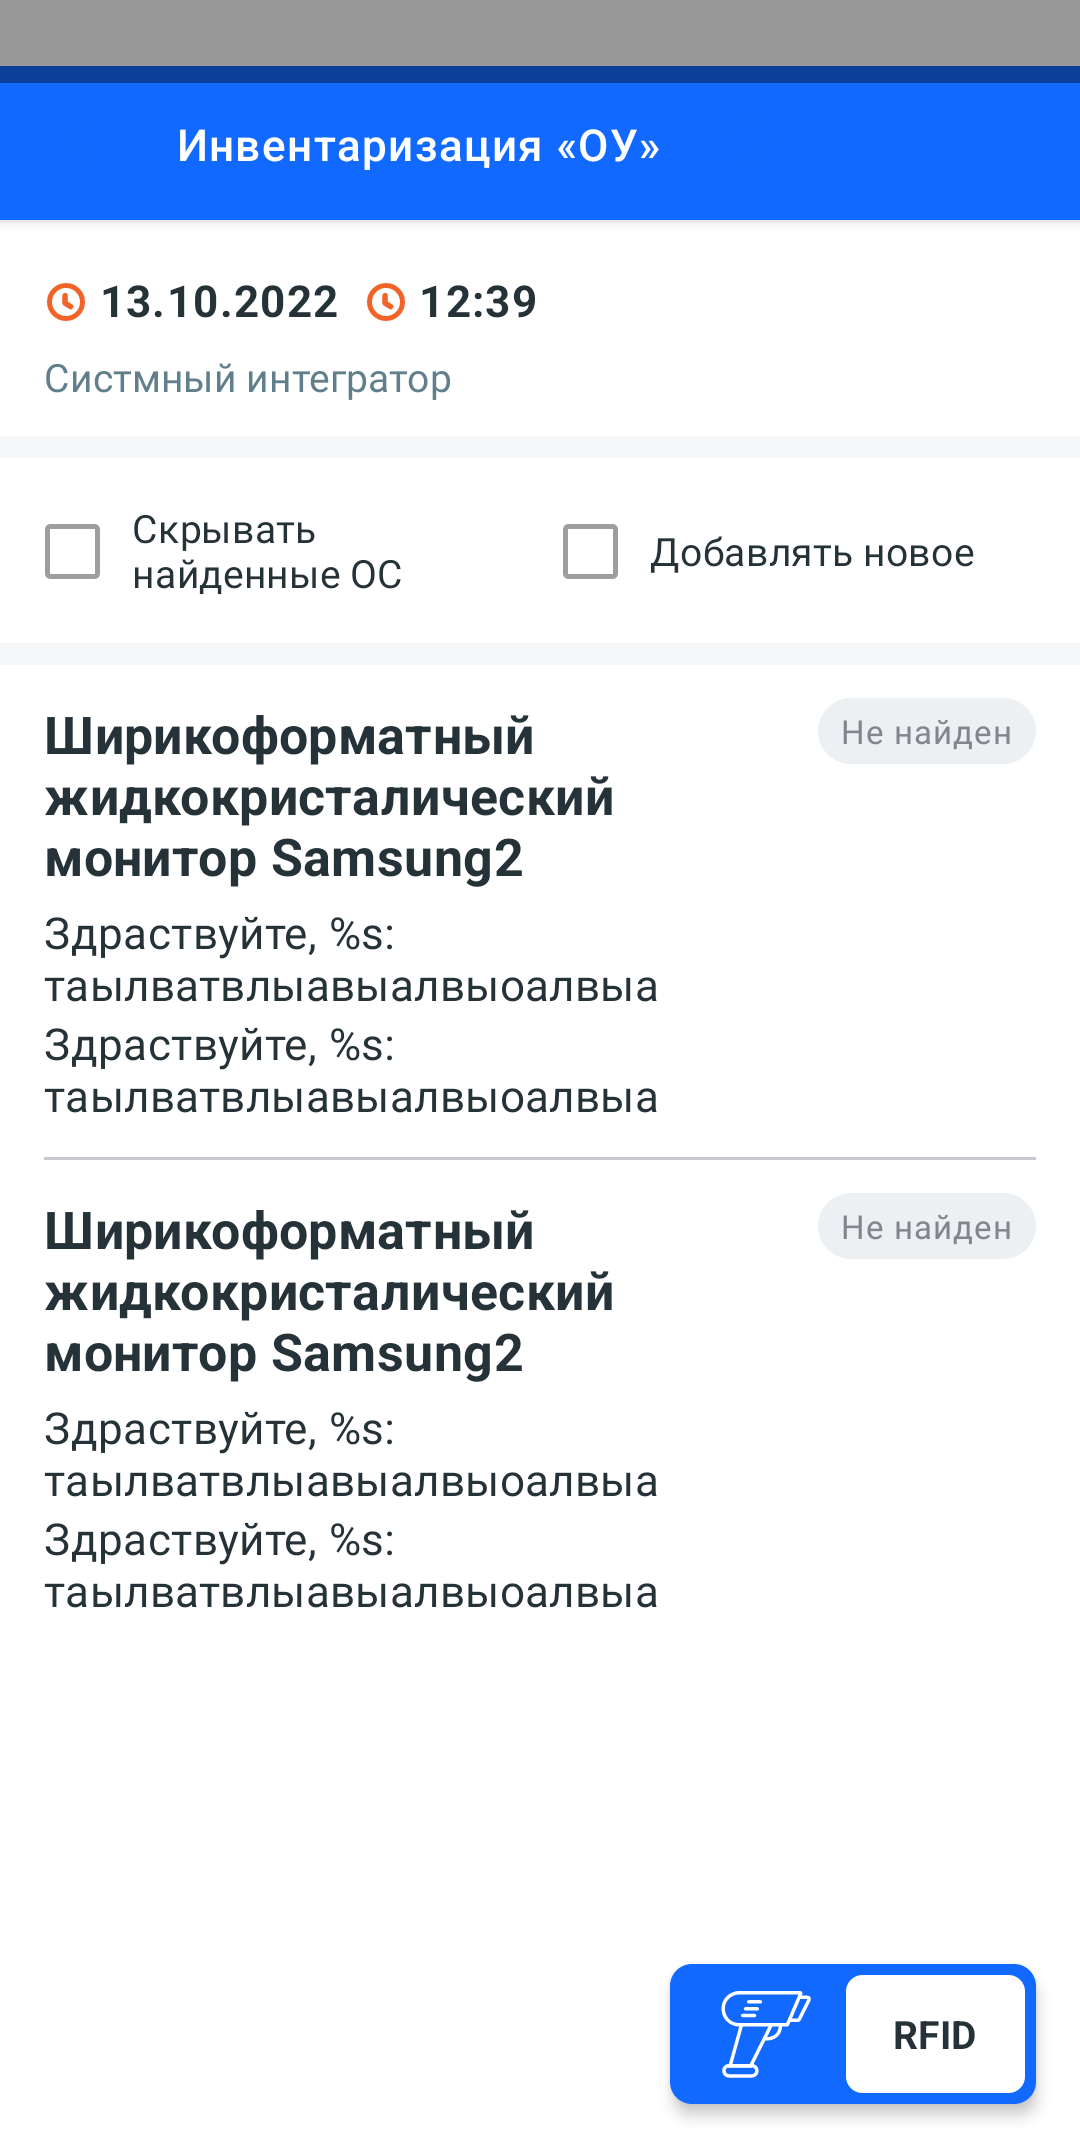 Инвентаризация «ОУ»
13.10.2022 12:39
Систмный интегратор
Скрывать
найденные ОС
Добавлять новое
Ширикоформатный
жидкокристалический
монитор Samsung2
Не найден
Здраствуйте, %s:
таылватвлыавыалвыоалвыа
Здраствуйте, %s:
таылватвлыавыалвыоалвыа
Ширикоформатный
жидкокристалический
монитор Samsung2
Не найден
Здраствуйте, %s:
таылватвлыавыалвыоалвыа
Здраствуйте, %s:
таылватвлыавыалвыоалвыа
RFID